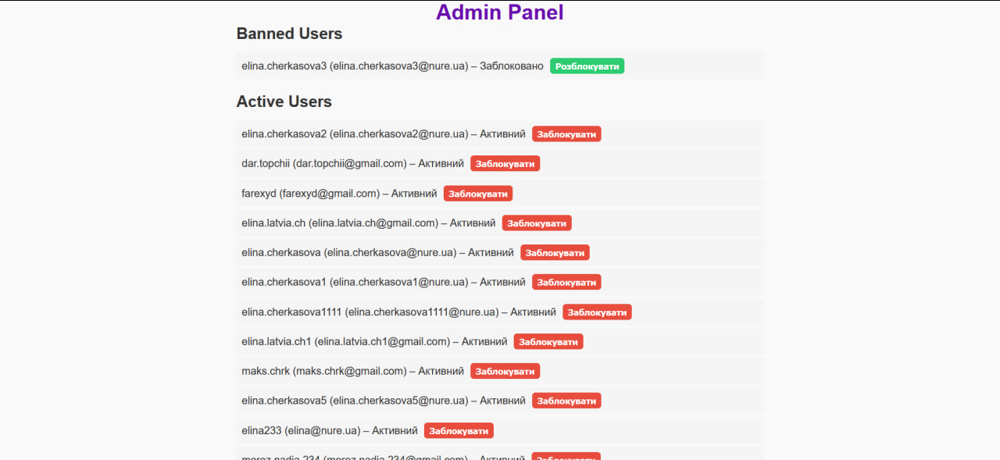 Admin Panel
Banned Users
elina.cherkasova3 (elina.cherkasova3@nure.ua) – Заблоковано Розблокувати
Active Users
elina.cherkasova2 (elina.cherkasova2@nure.ua) – Активний Заблокувати
dar.topchii (dar.topchii@gmail.com) – Активний Заблокувати
farexyd (farexyd@gmail.com) – Активний Заблокувати
elina.latvia.ch (elina.latvia.ch@gmail.com) – Активний Заблокувати
elina.cherkasova (elina.cherkasova@nure.ua) – Активний Заблокувати
elina.cherkasova1 (elina.cherkasova1@nure.ua) – Активний Заблокувати
elina.cherkasova1111 (elina.cherkasova1111@nure.ua) – Активний Заблокувати
elina.latvia.ch1 (elina.latvia.ch1@gmail.com) – Активний Заблокувати
maks.chrk (maks.chrk@gmail.com) – Активний Заблокувати
elina.cherkasova5 (elina.cherkasova5@nure.ua) – Активний Заблокувати
elina233 (elina@nure.ua) – Активний Заблокувати
moroz.nadia.234 (moroz.nadia.234@gmail.com) – Активний Заблокувати